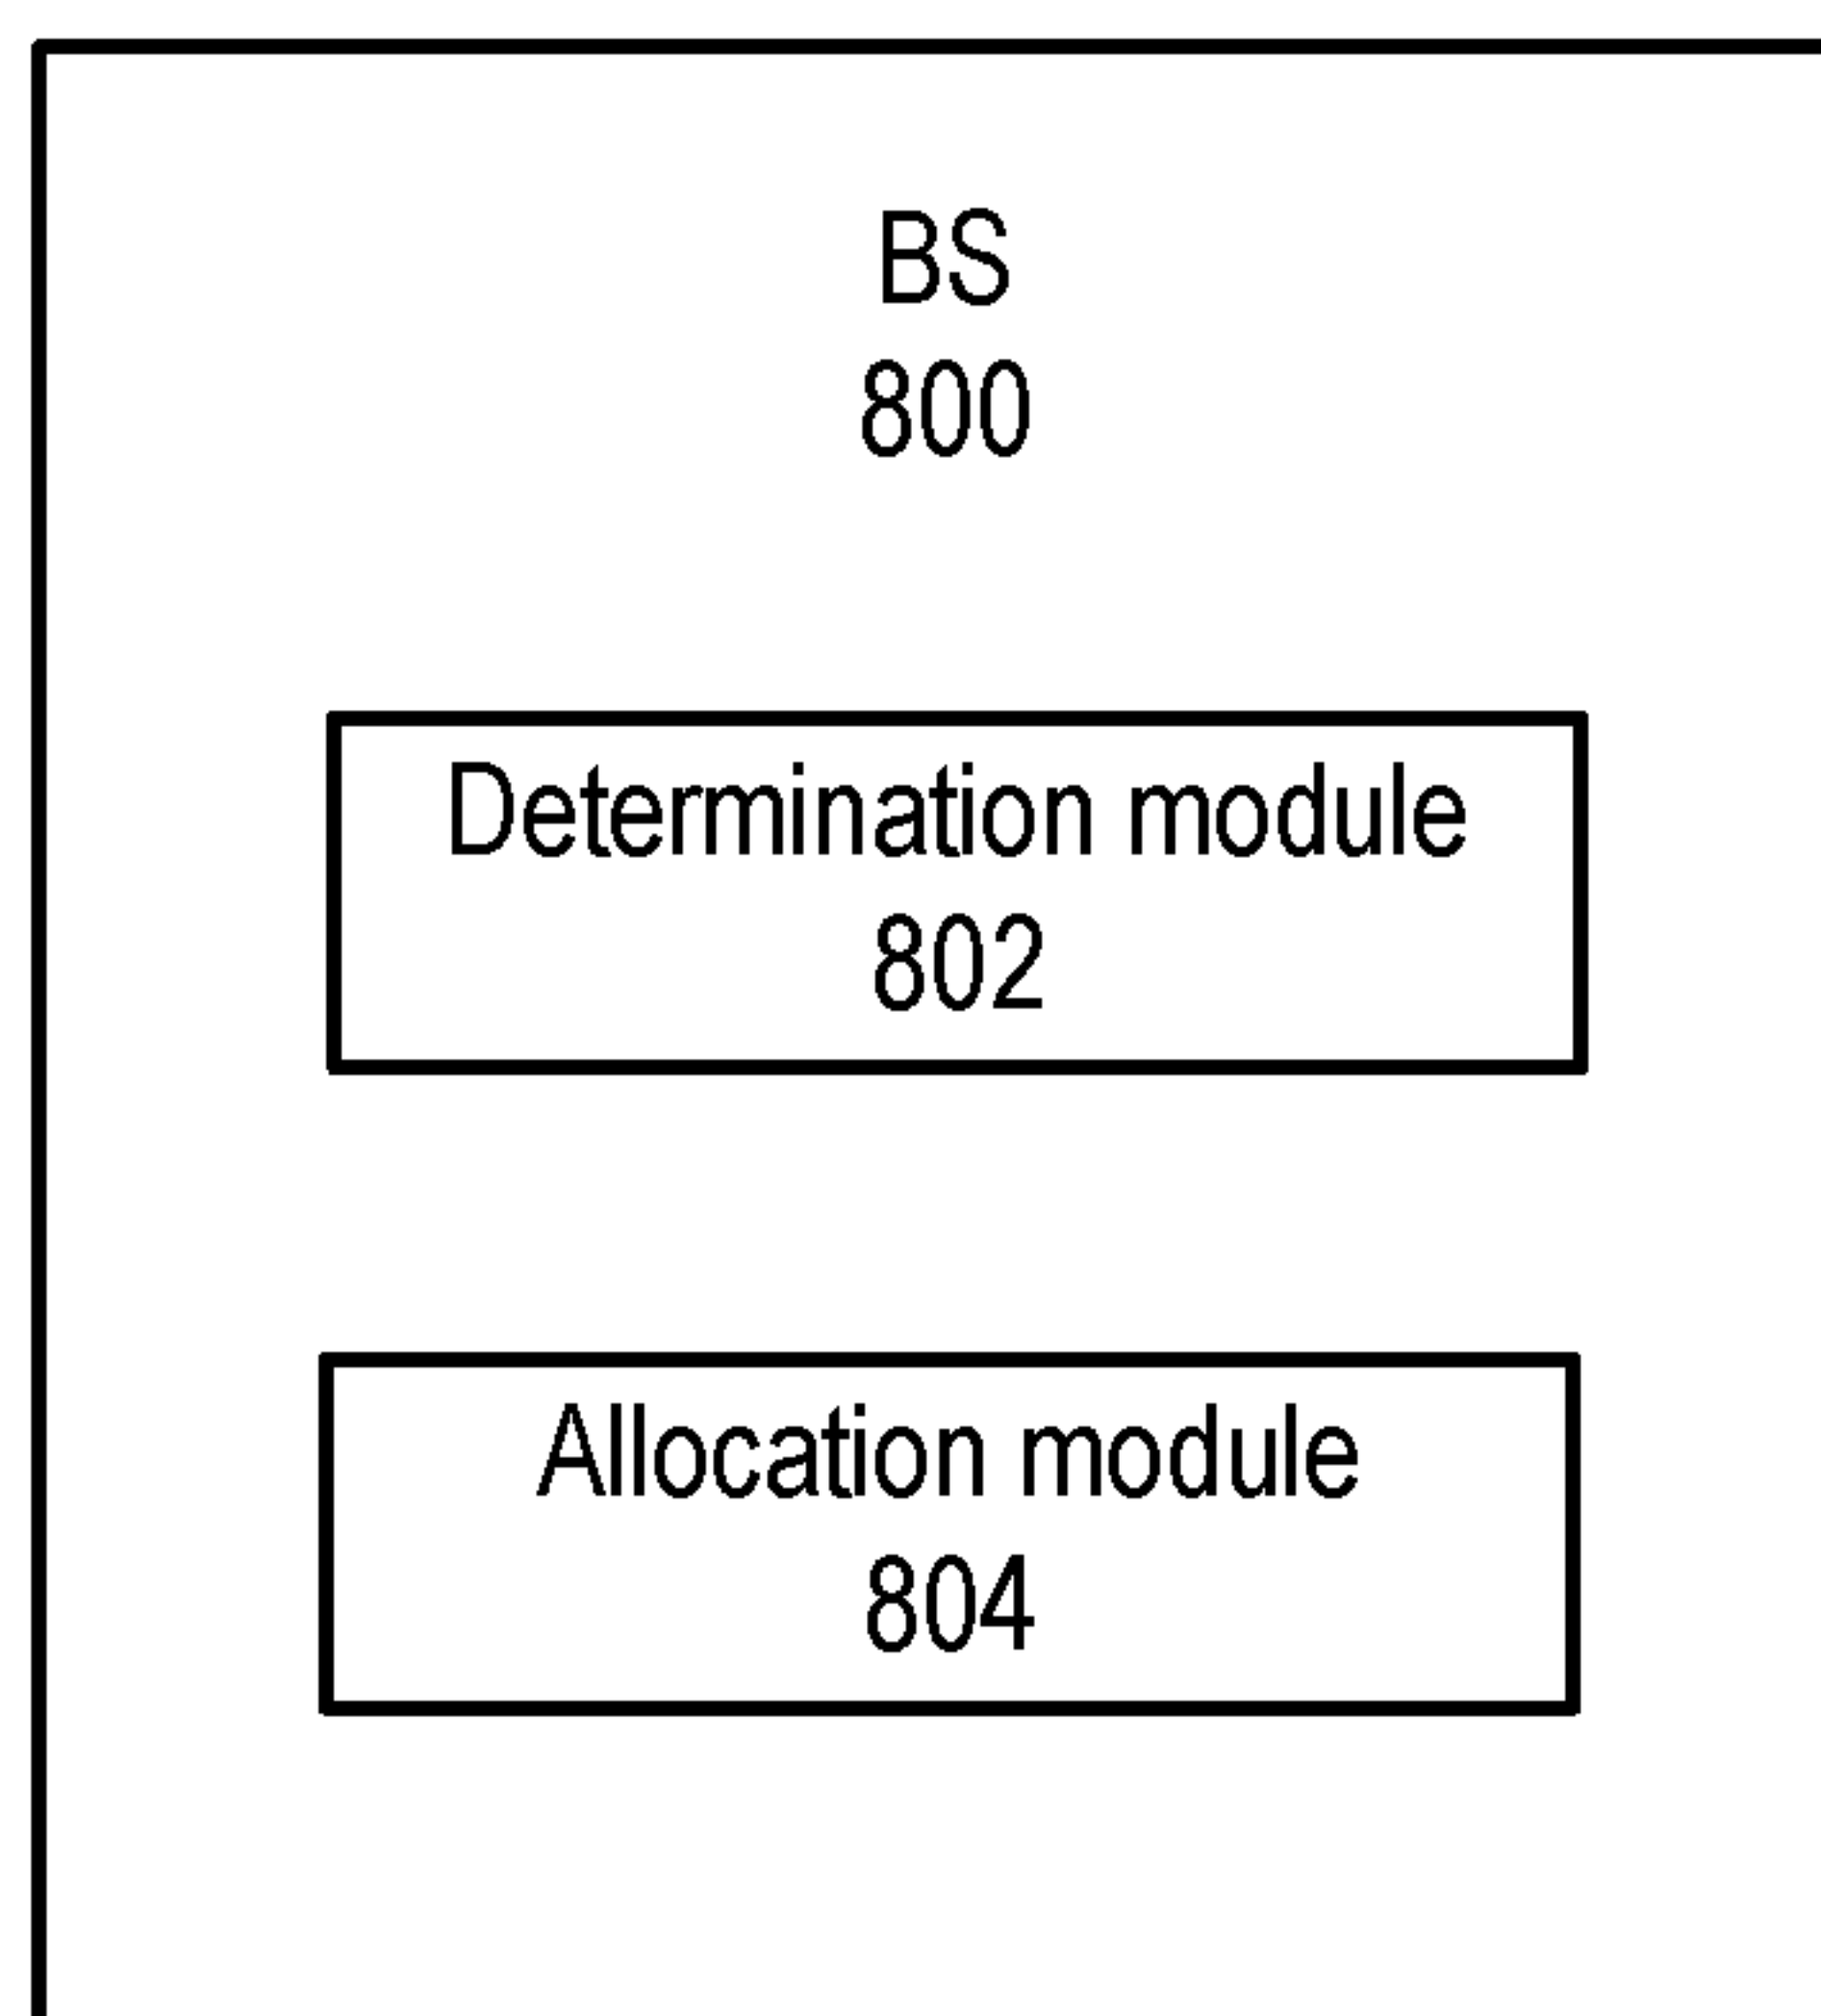 BS
800
Determination module
802
Allocation module
804